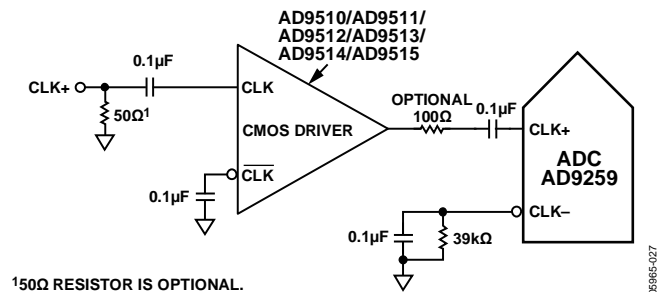 AD9510/AD9511/
AD9512/AD9513/
AD9514/AD9515
0.1µF
CLK+
50Ω¹
CLK
CMOS DRIVER
CLK
0.1µF
OPTIONAL
100Ω
0.1µF
CLK+
ADC
AD9259
CLK–
0.1µF
39kΩ
¹50Ω RESISTOR IS OPTIONAL.
05965-027